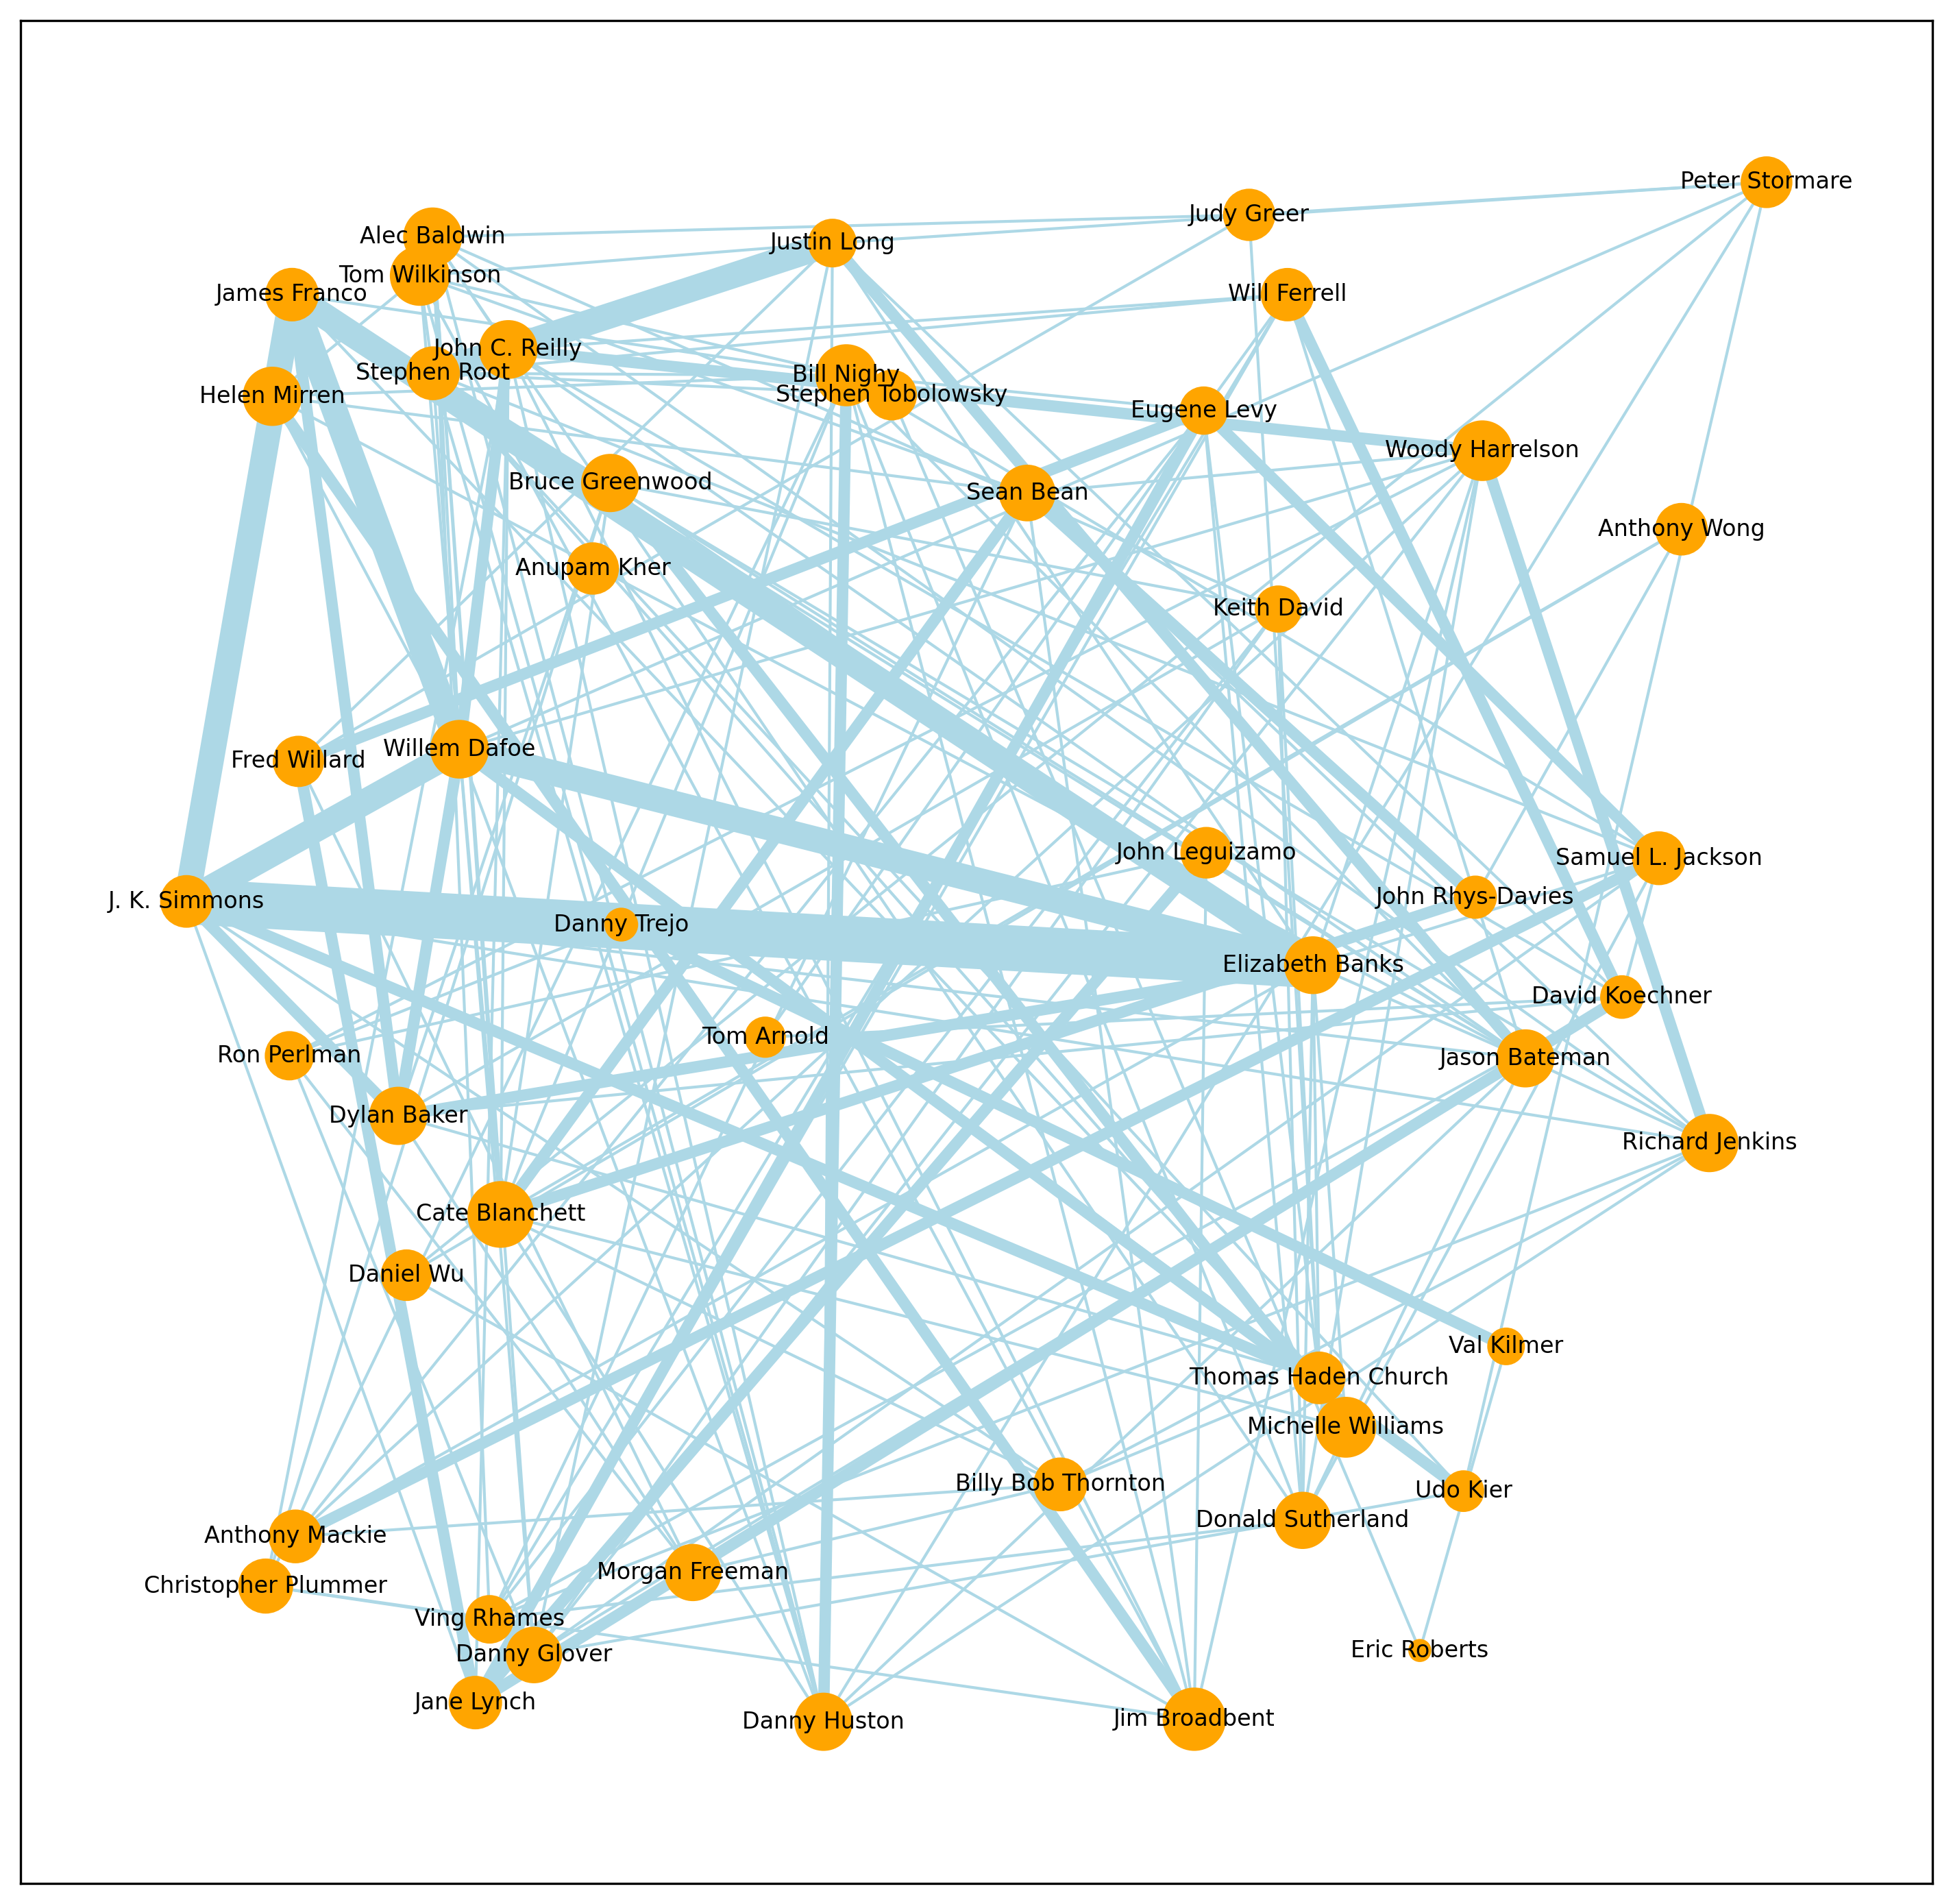 Peter Stormare
Judy Greer
Alec Baldwin
Justin Long
Tom Wilkinson
James Franco
Will Ferrell
John C. Reilly
Stephen Root
Bill Nighy
Helen Mirren
Stephen Tobolowsky
Eugene Levy
Woody Harrelson
Bruce Greenwood
Sean Bean
Anthony Wong
Anupam Kher
Keith David
Willem Dafoe
Fred Willard
John Leguizamo
Samuel L. Jackson
John Rhys-Davies
J. K. Simmons
Danny Trejo
Elizabeth Banks
David Koechner
Tom Arnold
Ron Perlman
Jason Bateman
Dylan Baker
Richard Jenkins
Cate Blanchett
Daniel Wu
Val Kilmer
Thomas Haden Church
Michelle Williams
Billy Bob Thornton
Udo Kier
Donald Sutherland
Anthony Mackie
Morgan Freeman
Christopher Plummer
Ving Rhames
Eric Roberts
Danny Glover
Jane Lynch
Danny Huston
Jim Broadbent